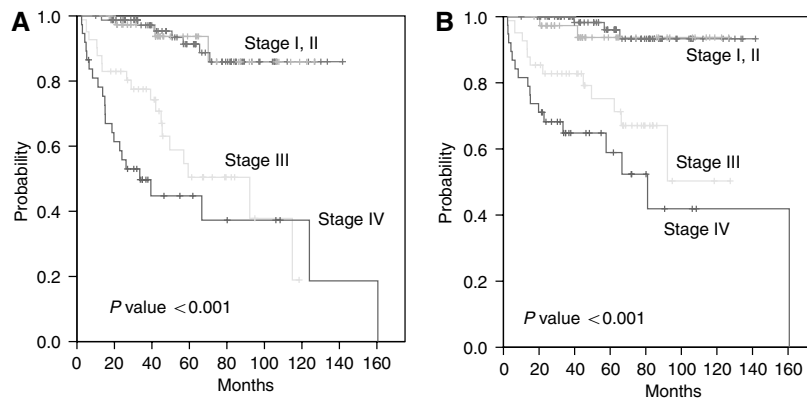 A
Probability
1.0
0.8
0.6
0.4
0.2
0.0
Stage I, II
Stage III
Stage IV
P value <0.001
0 20 40 60 80 100 120 140 160
Months
B
Probability
1.0
0.8
0.6
0.4
0.2
0.0
Stage I, II
Stage III
Stage IV
P value <0.001
0 20 40 60 80 100 120 140 160
Months